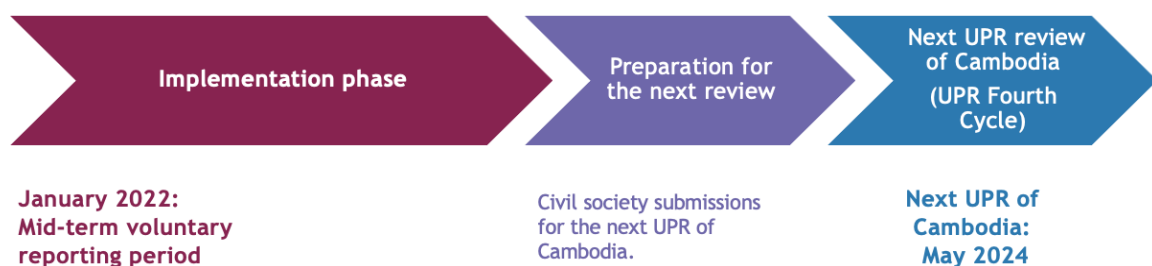 Implementation phase
Preparation for
the next review
Next UPR review
of Cambodia
(UPR Fourth
Cycle)
January 2022:
Mid-term voluntary
reporting period
Civil society submissions
for the next UPR of
Cambodia.
Next UPR of
Cambodia:
May 2024